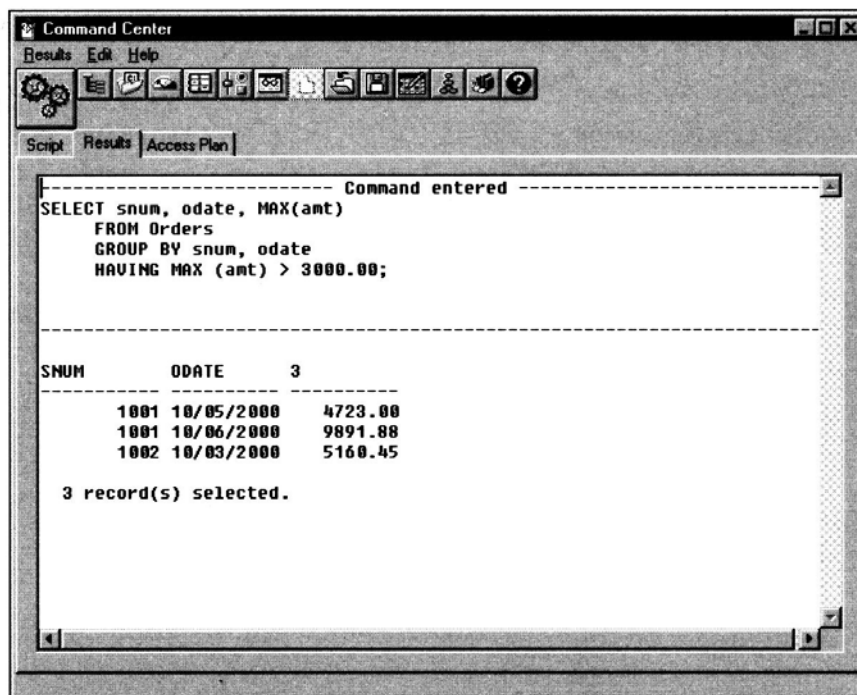 Command Center
Results Edit Help
Script Results Access Plan
---------------------------- Command entered ----------------------------
SELECT snum, odate, MAX(amt)
FROM Orders
GROUP BY snum, odate
HAVING MAX (amt) > 3000.00;
-------------------------------------------------------------------------
SNUM ODATE 3
----------- ---------- ----------
1001 10/05/2000 4723.00
1001 10/06/2000 9891.88
1002 10/03/2000 5160.45
3 record(s) selected.